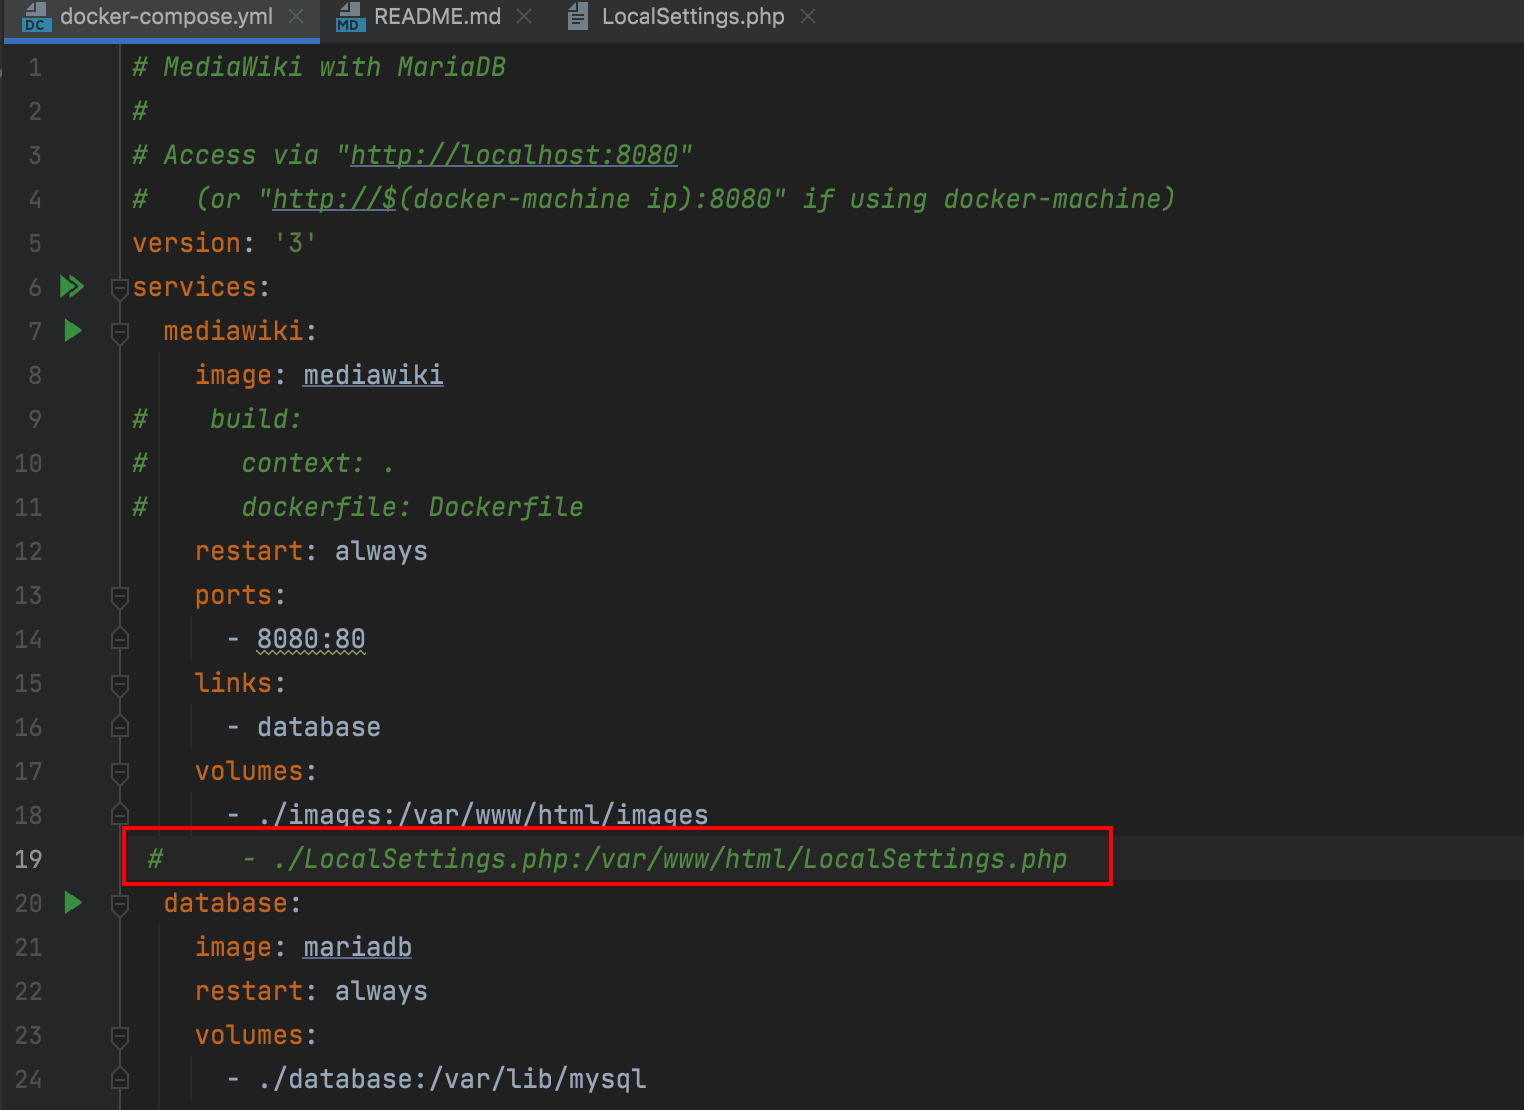 DC docker-compose.yml MD README.md LocalSettings.php
1 # MediaWiki with MariaDB
2 #
3 # Access via "http://localhost:8080"
4 #   (or "http://$(docker-machine ip):8080" if using docker-machine)
5 version: '3'
6 services:
7   mediawiki:
8     image: mediawiki
9 #    build:
10 #      context: .
11 #      dockerfile: Dockerfile
12     restart: always
13     ports:
14       - 8080:80
15     links:
16       - database
17     volumes:
18       - ./images:/var/www/html/images
19  #     - ./LocalSettings.php:/var/www/html/LocalSettings.php
20   database:
21     image: mariadb
22     restart: always
23     volumes:
24       - ./database:/var/lib/mysql